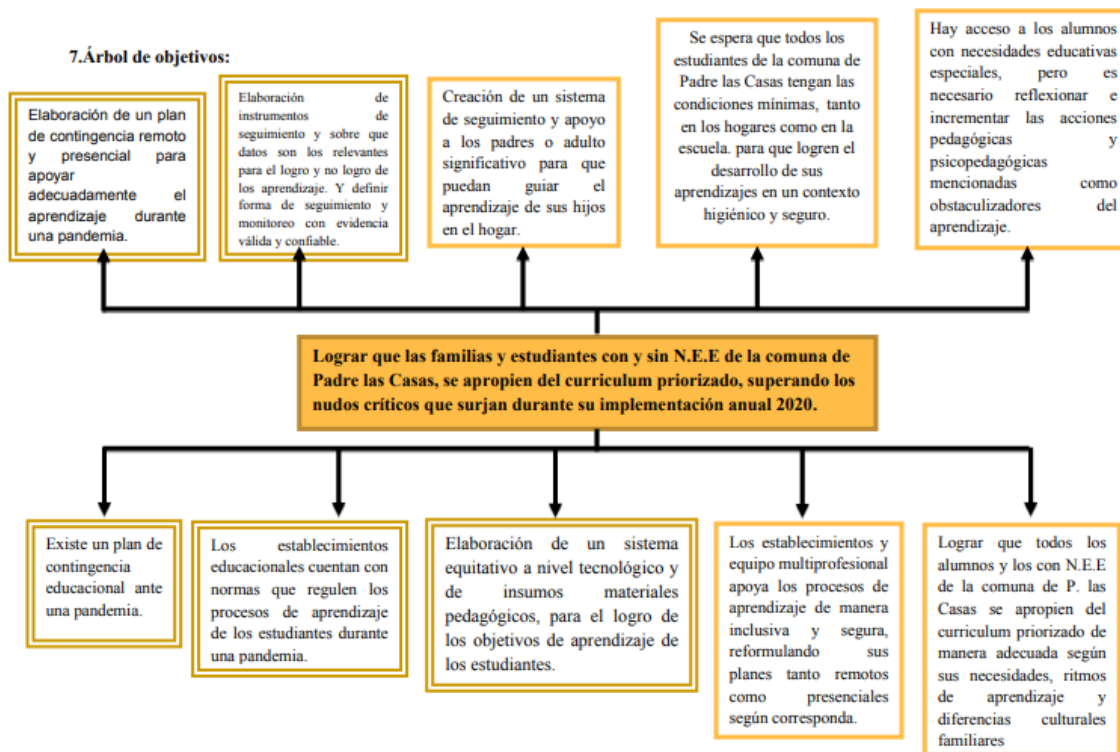 7.Árbol de objetivos:
Elaboración de un plan
de contingencia remoto
y presencial para
apoyar
adecuadamente el
aprendizaje durante
una pandemia.
Elaboración de
instrumentos de
seguimiento y sobre que
datos son los relevantes
para el logro y no logro de
los aprendizaje. Y definir
forma de seguimiento y
monitoreo con evidencia
válida y confiable.
Creación de un sistema
de seguimiento y apoyo
a los padres o adulto
significativo para que
puedan guiar el
aprendizaje de sus hijos
en el hogar.
Se espera que todos los
estudiantes de la comuna de
Padre las Casas tengan las
condiciones mínimas, tanto
en los hogares como en la
escuela. para que logren el
desarrollo de sus
aprendizajes en un contexto
higiénico y seguro.
Hay acceso a los alumnos
con necesidades educativas
especiales, pero es
necesario reflexionar e
incrementar las acciones
pedagógicas y
psicopedagógicas
mencionadas como
obstaculizadores del
aprendizaje.
Lograr que las familias y estudiantes con y sin N.E.E de la comuna de
Padre las Casas, se apropien del curriculum priorizado, superando los
nudos críticos que surjan durante su implementación anual 2020.
Existe un plan de
contingencia
educacional ante
una pandemia.
Los establecimientos
educacionales cuentan con
normas que regulen los
procesos de aprendizaje
de los estudiantes durante
una pandemia.
Elaboración de un sistema
equitativo a nivel tecnológico y
de insumos materiales
pedagógicos, para el logro de
los objetivos de aprendizaje de
los estudiantes.
Los establecimientos y
equipo multiprofesional
apoya los procesos de
aprendizaje de manera
inclusiva y segura,
reformulando sus
planes tanto remotos
como presenciales
según corresponda.
Lograr que todos los
alumnos y los con N.E.E
de la comuna de P. las
Casas se apropien del
curriculum priorizado de
manera adecuada según
sus necesidades, ritmos
de aprendizaje y
diferencias culturales
familiares